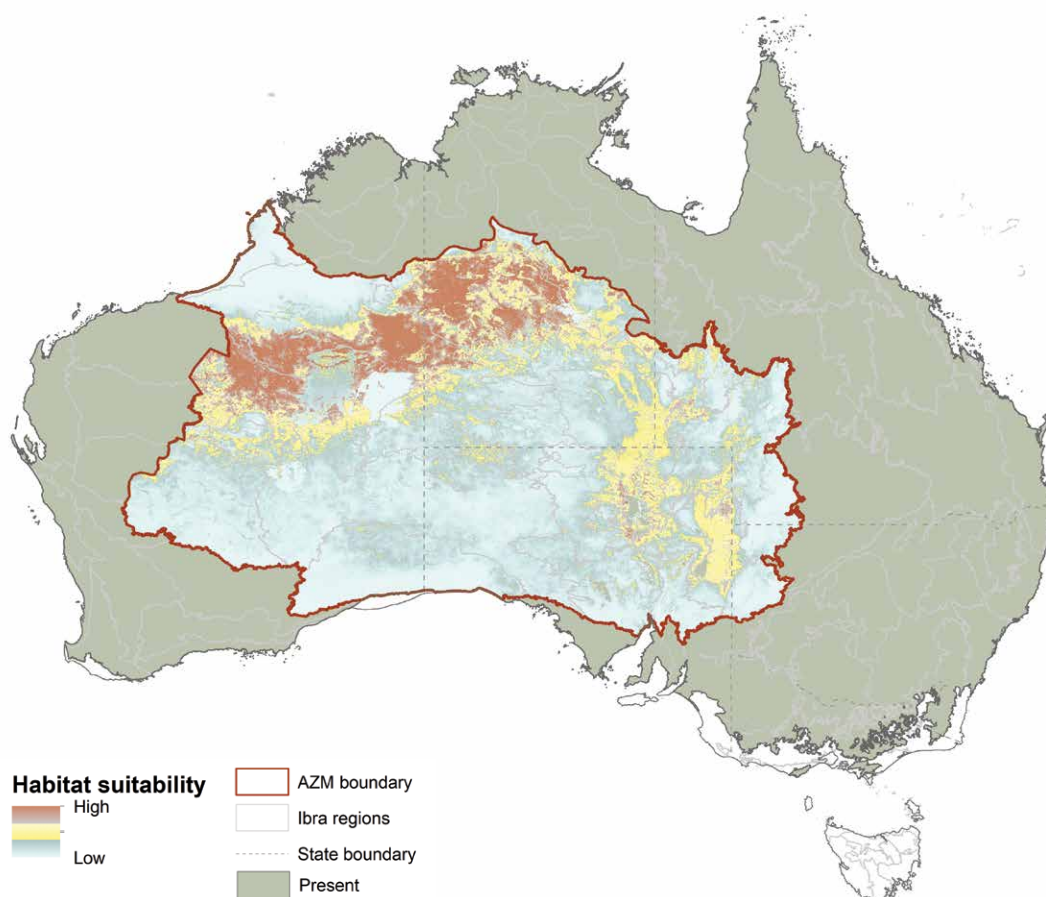 Habitat suitability
High
Low
AZM boundary
Ibra regions
State boundary
Present